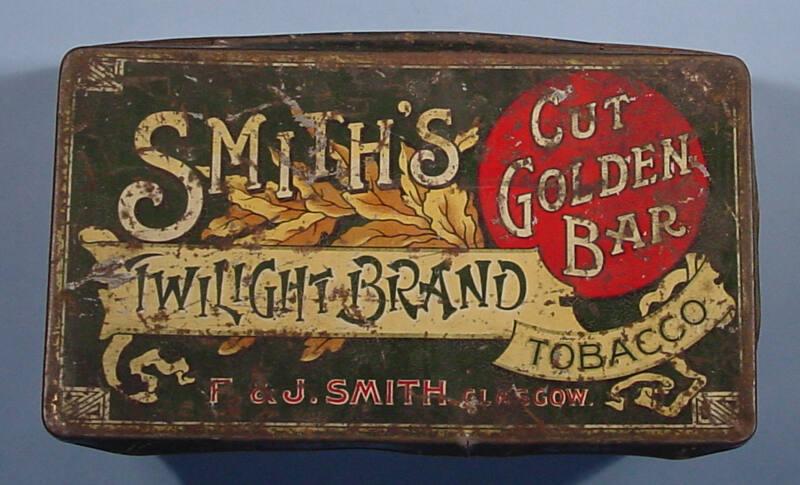 SMITH'S
CUT
GOLDEN
BAR
TWILIGHT BRAND
TOBACCO
F & J. SMITH GLASGOW.